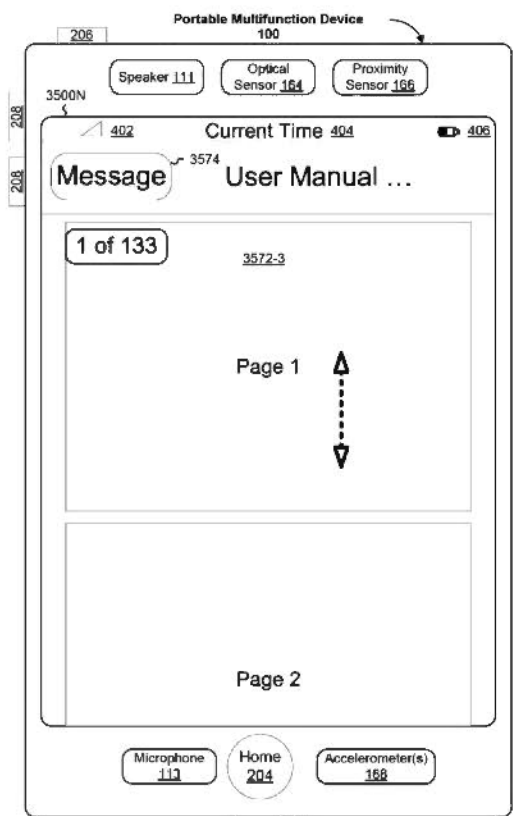 Portable Multifunction Device
100
206
Speaker 111
Optical
Sensor 164
Proximity
Sensor 166
3500N
208
208
402
Current Time 404
406
Message
3574
User Manual ...
1 of 133
3572-3
Page 1
Page 2
Microphone
113
Home
204
Accelerometer(s)
168